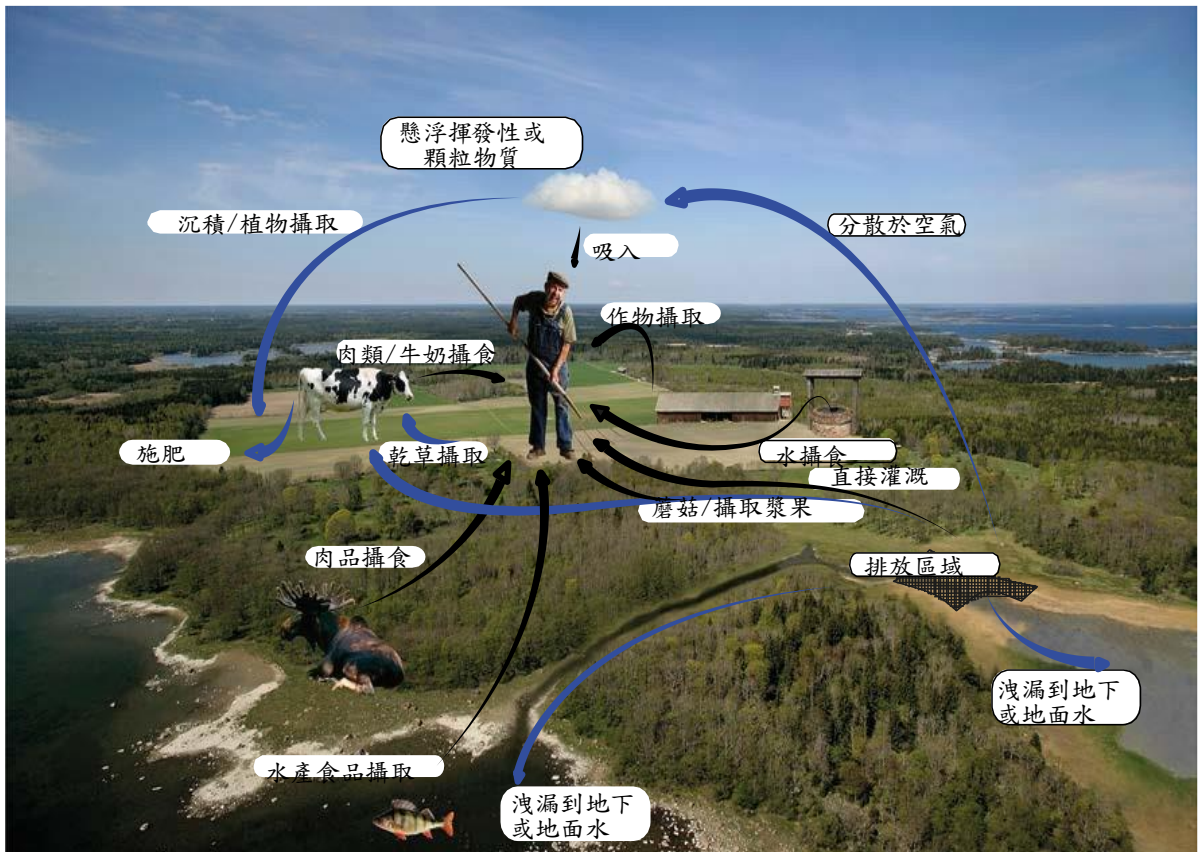 懸浮揮發性或
顆粒物質
沉積/植物攝取
分散於空氣
吸入
作物攝取
肉類/牛奶攝食
施肥
乾草攝取
水攝食
直接灌溉
蘑菇/攝取漿果
肉品攝食
排放區域
洩漏到地下
或地面水
水產食品攝取
洩漏到地下
或地面水